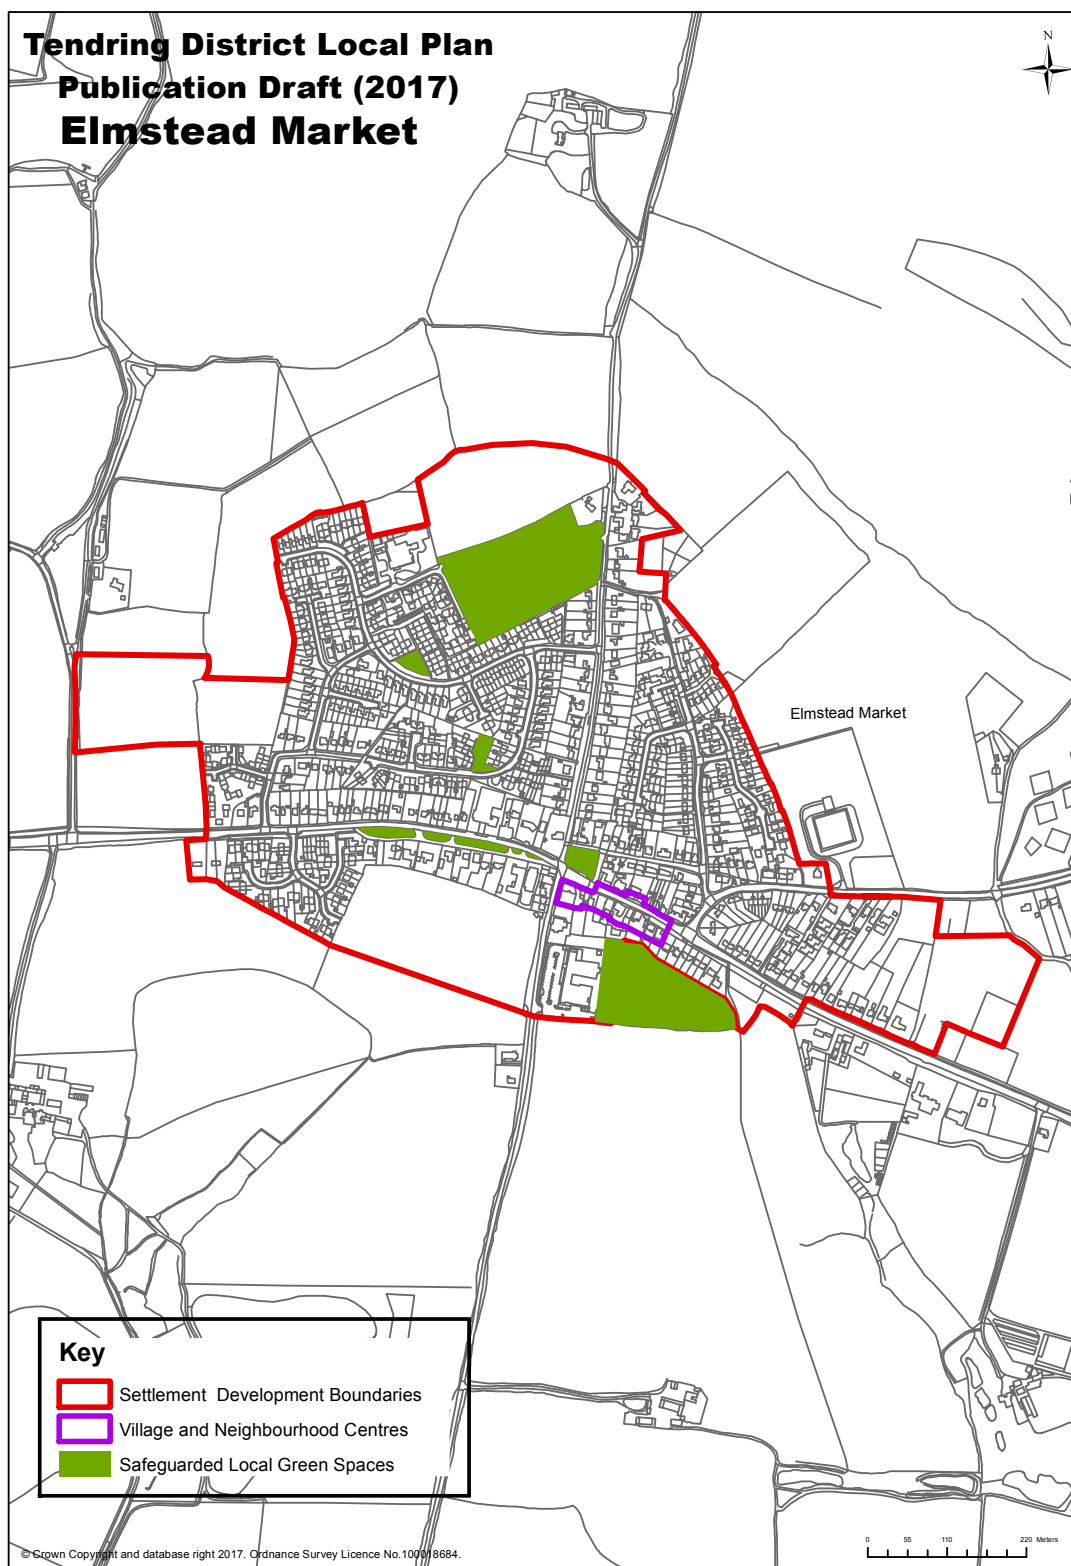 Tendring District Local Plan
Publication Draft (2017)
Elmstead Market
N
Elmstead Market
Key
Settlement Development Boundaries
Village and Neighbourhood Centres
Safeguarded Local Green Spaces
0 55 110 220 Meters
© Crown Copyright and database right 2017. Ordnance Survey Licence No.100018684.